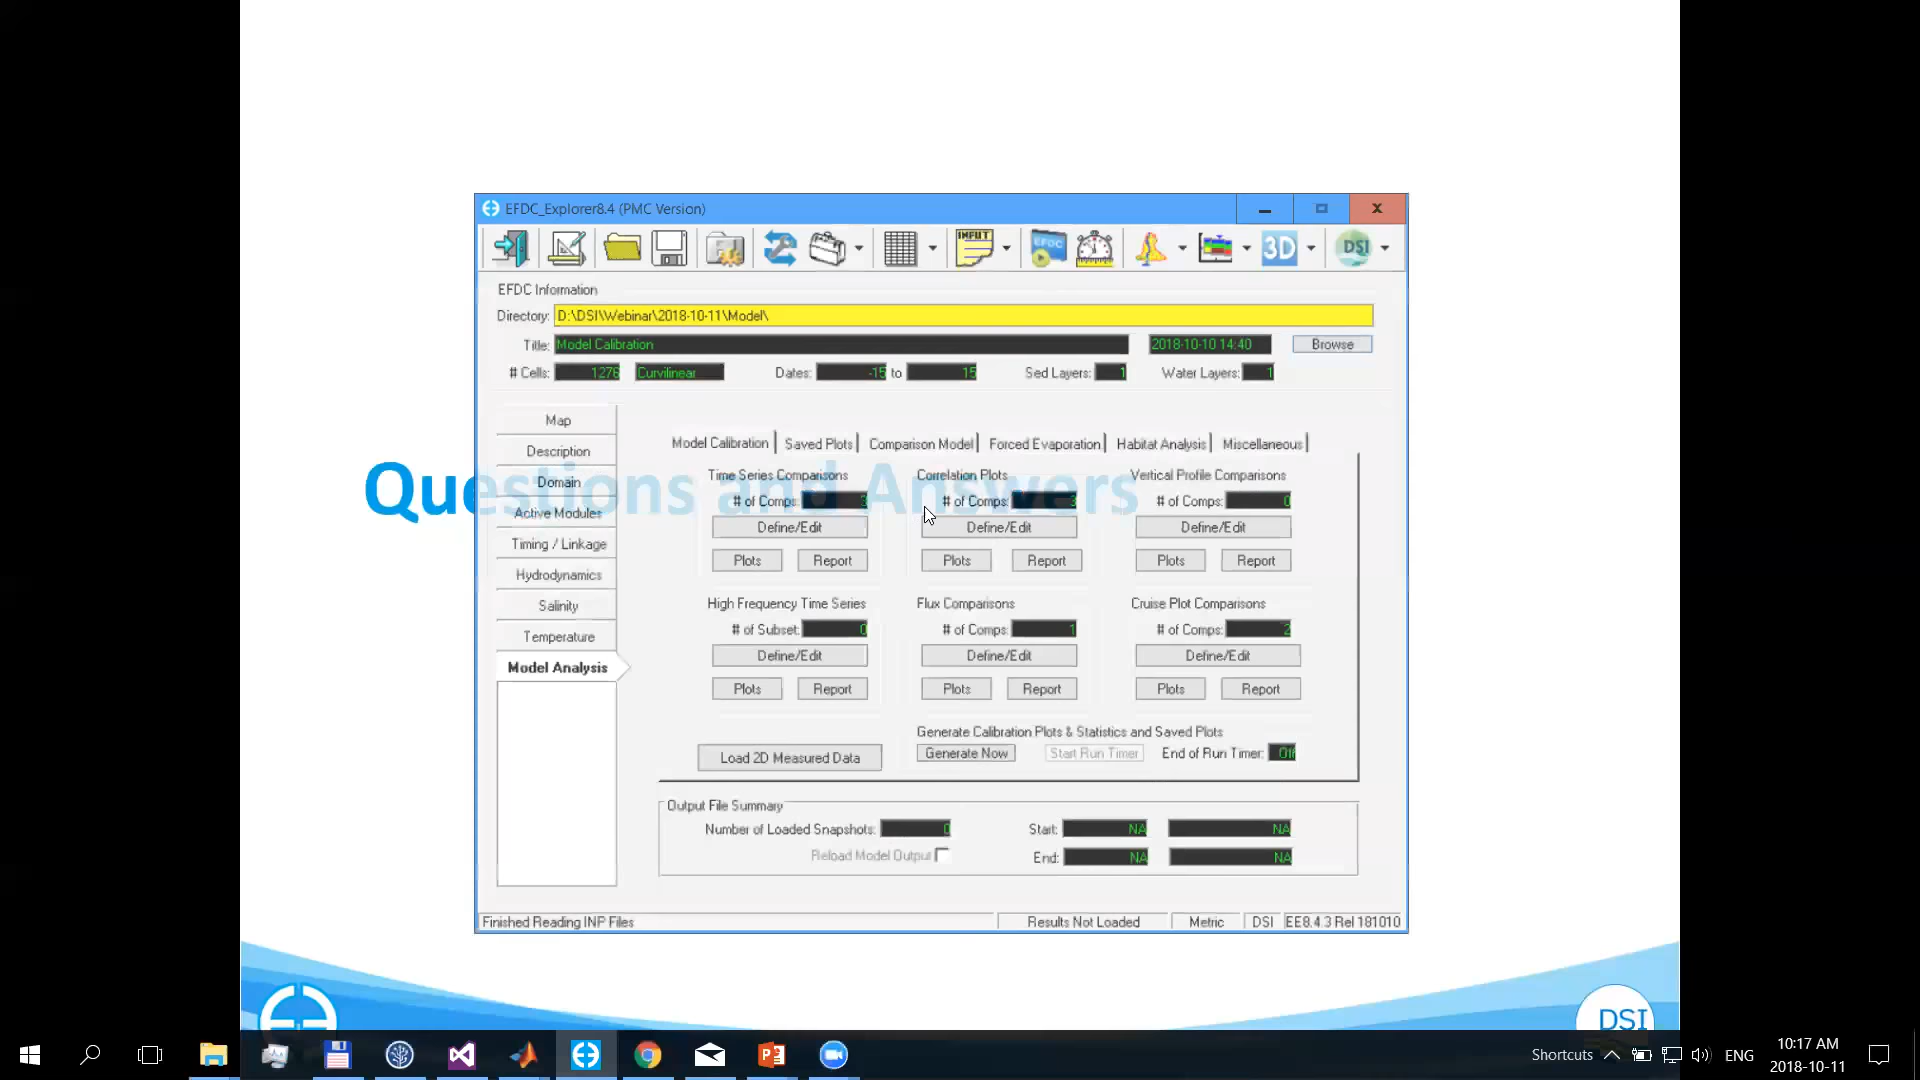 EFDC_Explorer8.4 (PMC Version)
INPUT EFDC 3D DSI
EFDC Information
Directory: D:\DSI\Webinar\2018-10-11\Model\
Title: Model Calibration 2018-10-10 14:40 Browse
# Cells: 1276 Curvilinear Dates: -15 to 15 Sed Layers: 1 Water Layers: 1
Map
Description
Domain
Active Modules
Timing / Linkage
Hydrodynamics
Salinity
Temperature
Model Analysis
Model Calibration Saved Plots Comparison Model Forced Evaporation Habitat Analysis Miscellaneous
Questions and Answers
Time Series Comparisons Correlation Plots Vertical Profile Comparisons
# of Comps: 3 # of Comps: 3 # of Comps: 0
Define/Edit Define/Edit Define/Edit
Plots Report Plots Report Plots Report
High Frequency Time Series Flux Comparisons Cruise Plot Comparisons
# of Subset: 0 # of Comps: 1 # of Comps: 2
Define/Edit Define/Edit Define/Edit
Plots Report Plots Report Plots Report
Generate Calibration Plots & Statistics and Saved Plots
Load 2D Measured Data Generate Now Start Run Timer End of Run Timer: Off
Output File Summary
Number of Loaded Snapshots: 0 Start: NA NA
Reload Model Output End: NA NA
Finished Reading INP Files Results Not Loaded Metric DSI EE8.4.3 Rel 181010
DSI
Shortcuts ENG 10:17 AM
2018-10-11